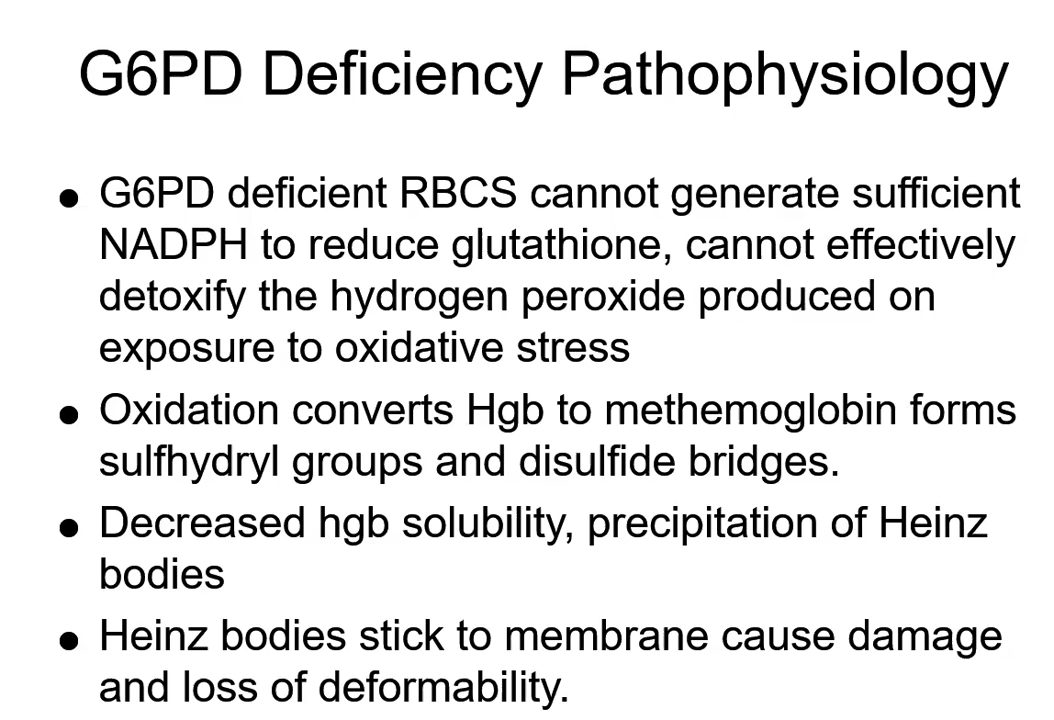 G6PD Deficiency Pathophysiology
● G6PD deficient RBCS cannot generate sufficient
NADPH to reduce glutathione, cannot effectively
detoxify the hydrogen peroxide produced on
exposure to oxidative stress
● Oxidation converts Hgb to methemoglobin forms
sulfhydryl groups and disulfide bridges.
● Decreased hgb solubility, precipitation of Heinz
bodies
● Heinz bodies stick to membrane cause damage
and loss of deformability.